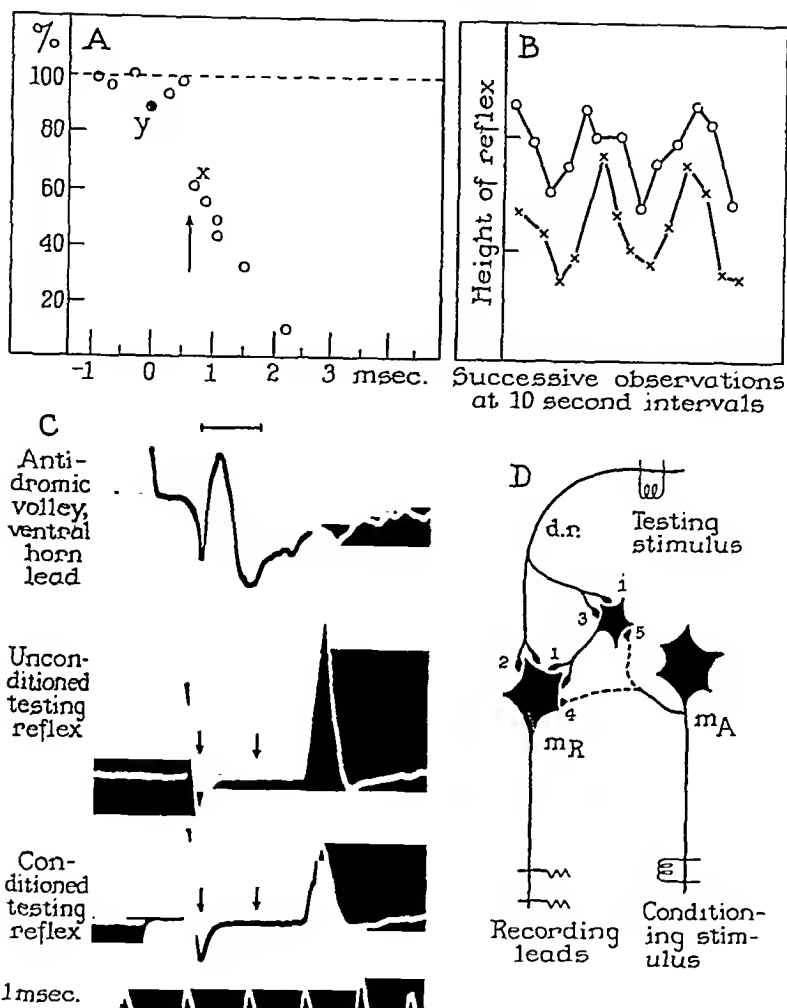 %
A
100
80
60
40
20
y
x
-1 0 1 2 3 msec.
B
Height of reflex
Successive observations
at 10 second intervals
C
Anti-
dromic
volley,
ventral
horn
lead
Uncon-
ditioned
testing
reflex
Con-
ditioned
testing
reflex
1 msec.
D
Testing
stimulus
d.r.
i
3
5
2
1
4
mR
mA
Recording
leads
Condition-
ing stim-
ulus